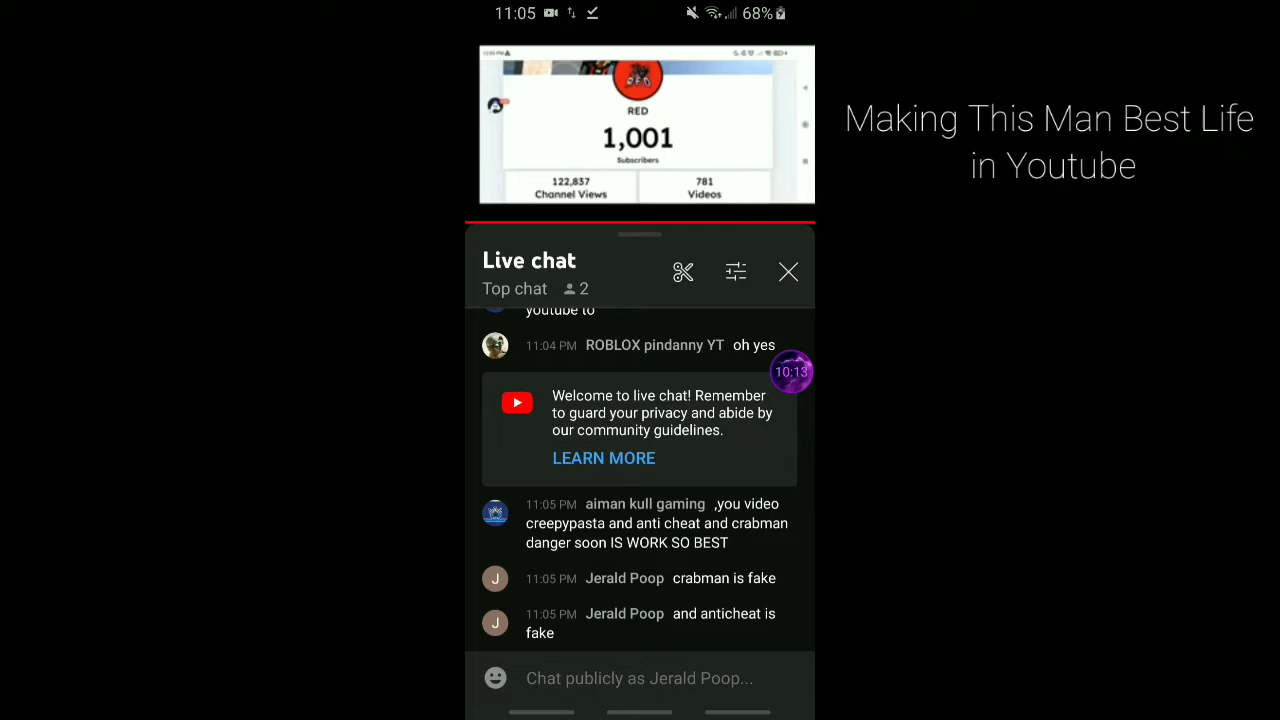 11:05 68%
RED
RED
1,001
Subscribers
122,837
Channel Views
781
Videos
Making This Man Best Life
in Youtube
Live chat
Top chat 2
youtube to
11:04 PM ROBLOX pindanny YT oh yes
10:13
Welcome to live chat! Remember
to guard your privacy and abide by
our community guidelines.
LEARN MORE
11:05 PM aiman kull gaming ,you video
creepypasta and anti cheat and crabman
danger soon IS WORK SO BEST
11:05 PM Jerald Poop crabman is fake
11:05 PM Jerald Poop and anticheat is
fake
J
J
Chat publicly as Jerald Poop...